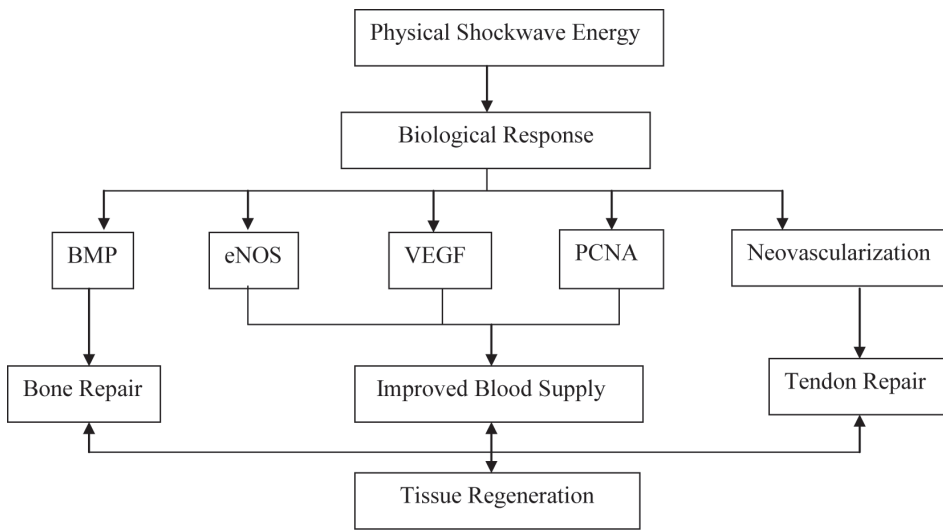 Physical Shockwave Energy
Biological Response
BMP
eNOS
VEGF
PCNA
Neovascularization
Bone Repair
Improved Blood Supply
Tendon Repair
Tissue Regeneration